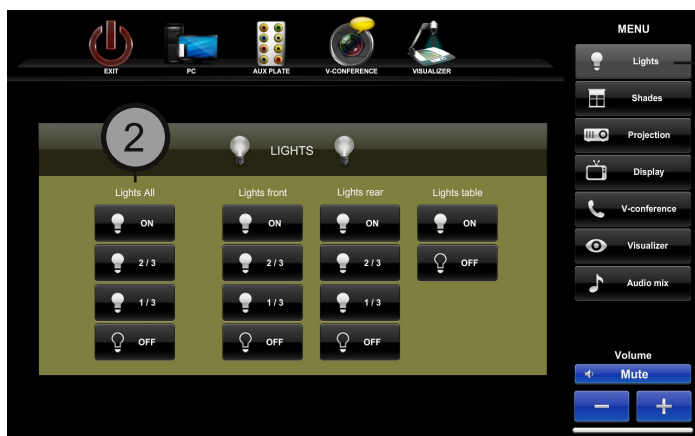 MENU
EXIT
PC
AUX PLATE
V-CONFERENCE
VISUALIZER
Lights
Shades
Projection
Display
V-conference
Visualizer
Audio mix
2
LIGHTS
Lights All
Lights front
Lights rear
Lights table
ON
ON
ON
ON
2 / 3
2 / 3
2 / 3
OFF
1 / 3
1 / 3
1 / 3
OFF
OFF
OFF
Volume
Mute